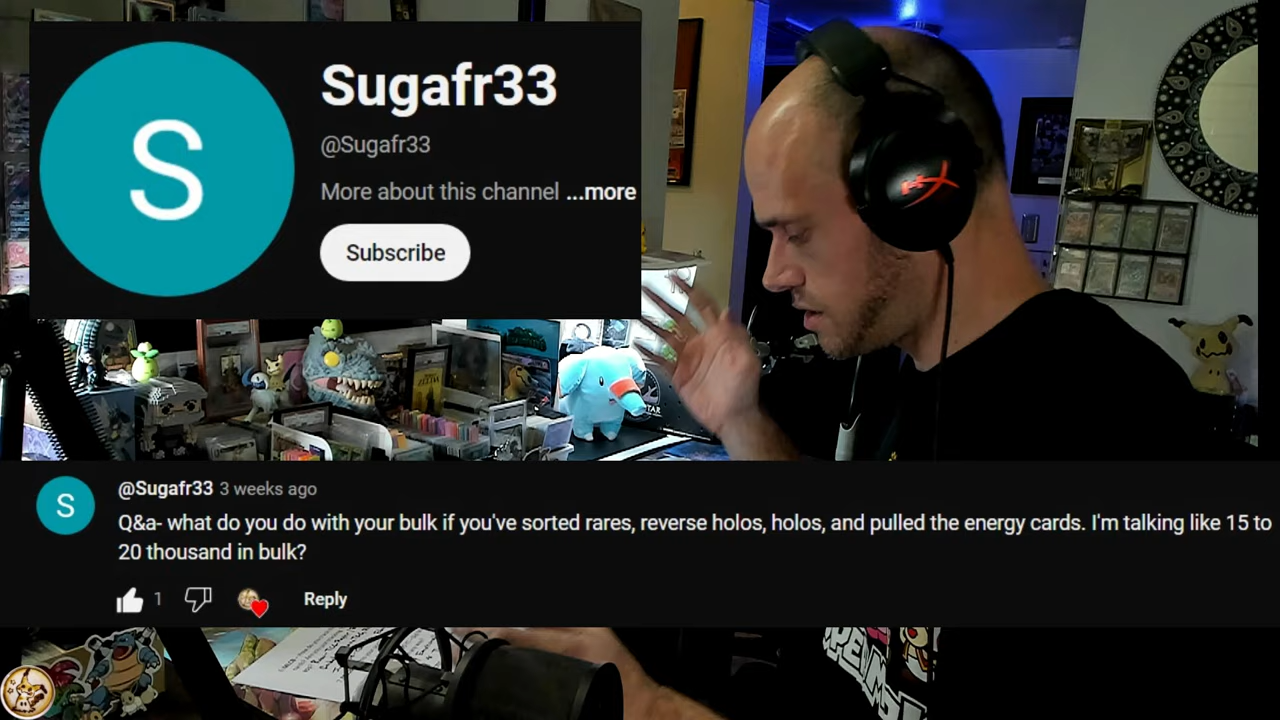 S
Sugafr33
@Sugafr33
More about this channel ...more
Subscribe
S
@Sugafr33 3 weeks ago
Q&a- what do you do with your bulk if you've sorted rares, reverse holos, holos, and pulled the energy cards. I'm talking like 15 to
20 thousand in bulk?
1
Reply